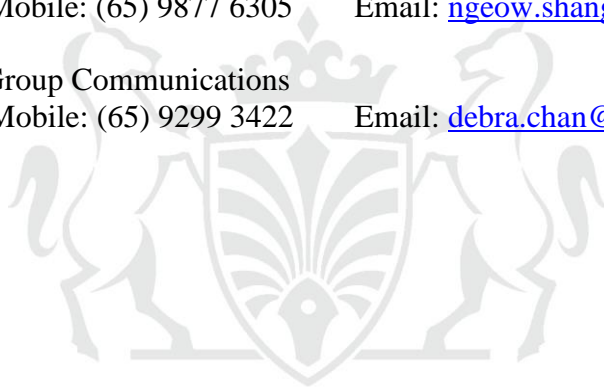 Mobile: (65) 9877 6305 Email: ngeow.shang
Group Communications
Mobile: (65) 9299 3422 Email: debra.chan@